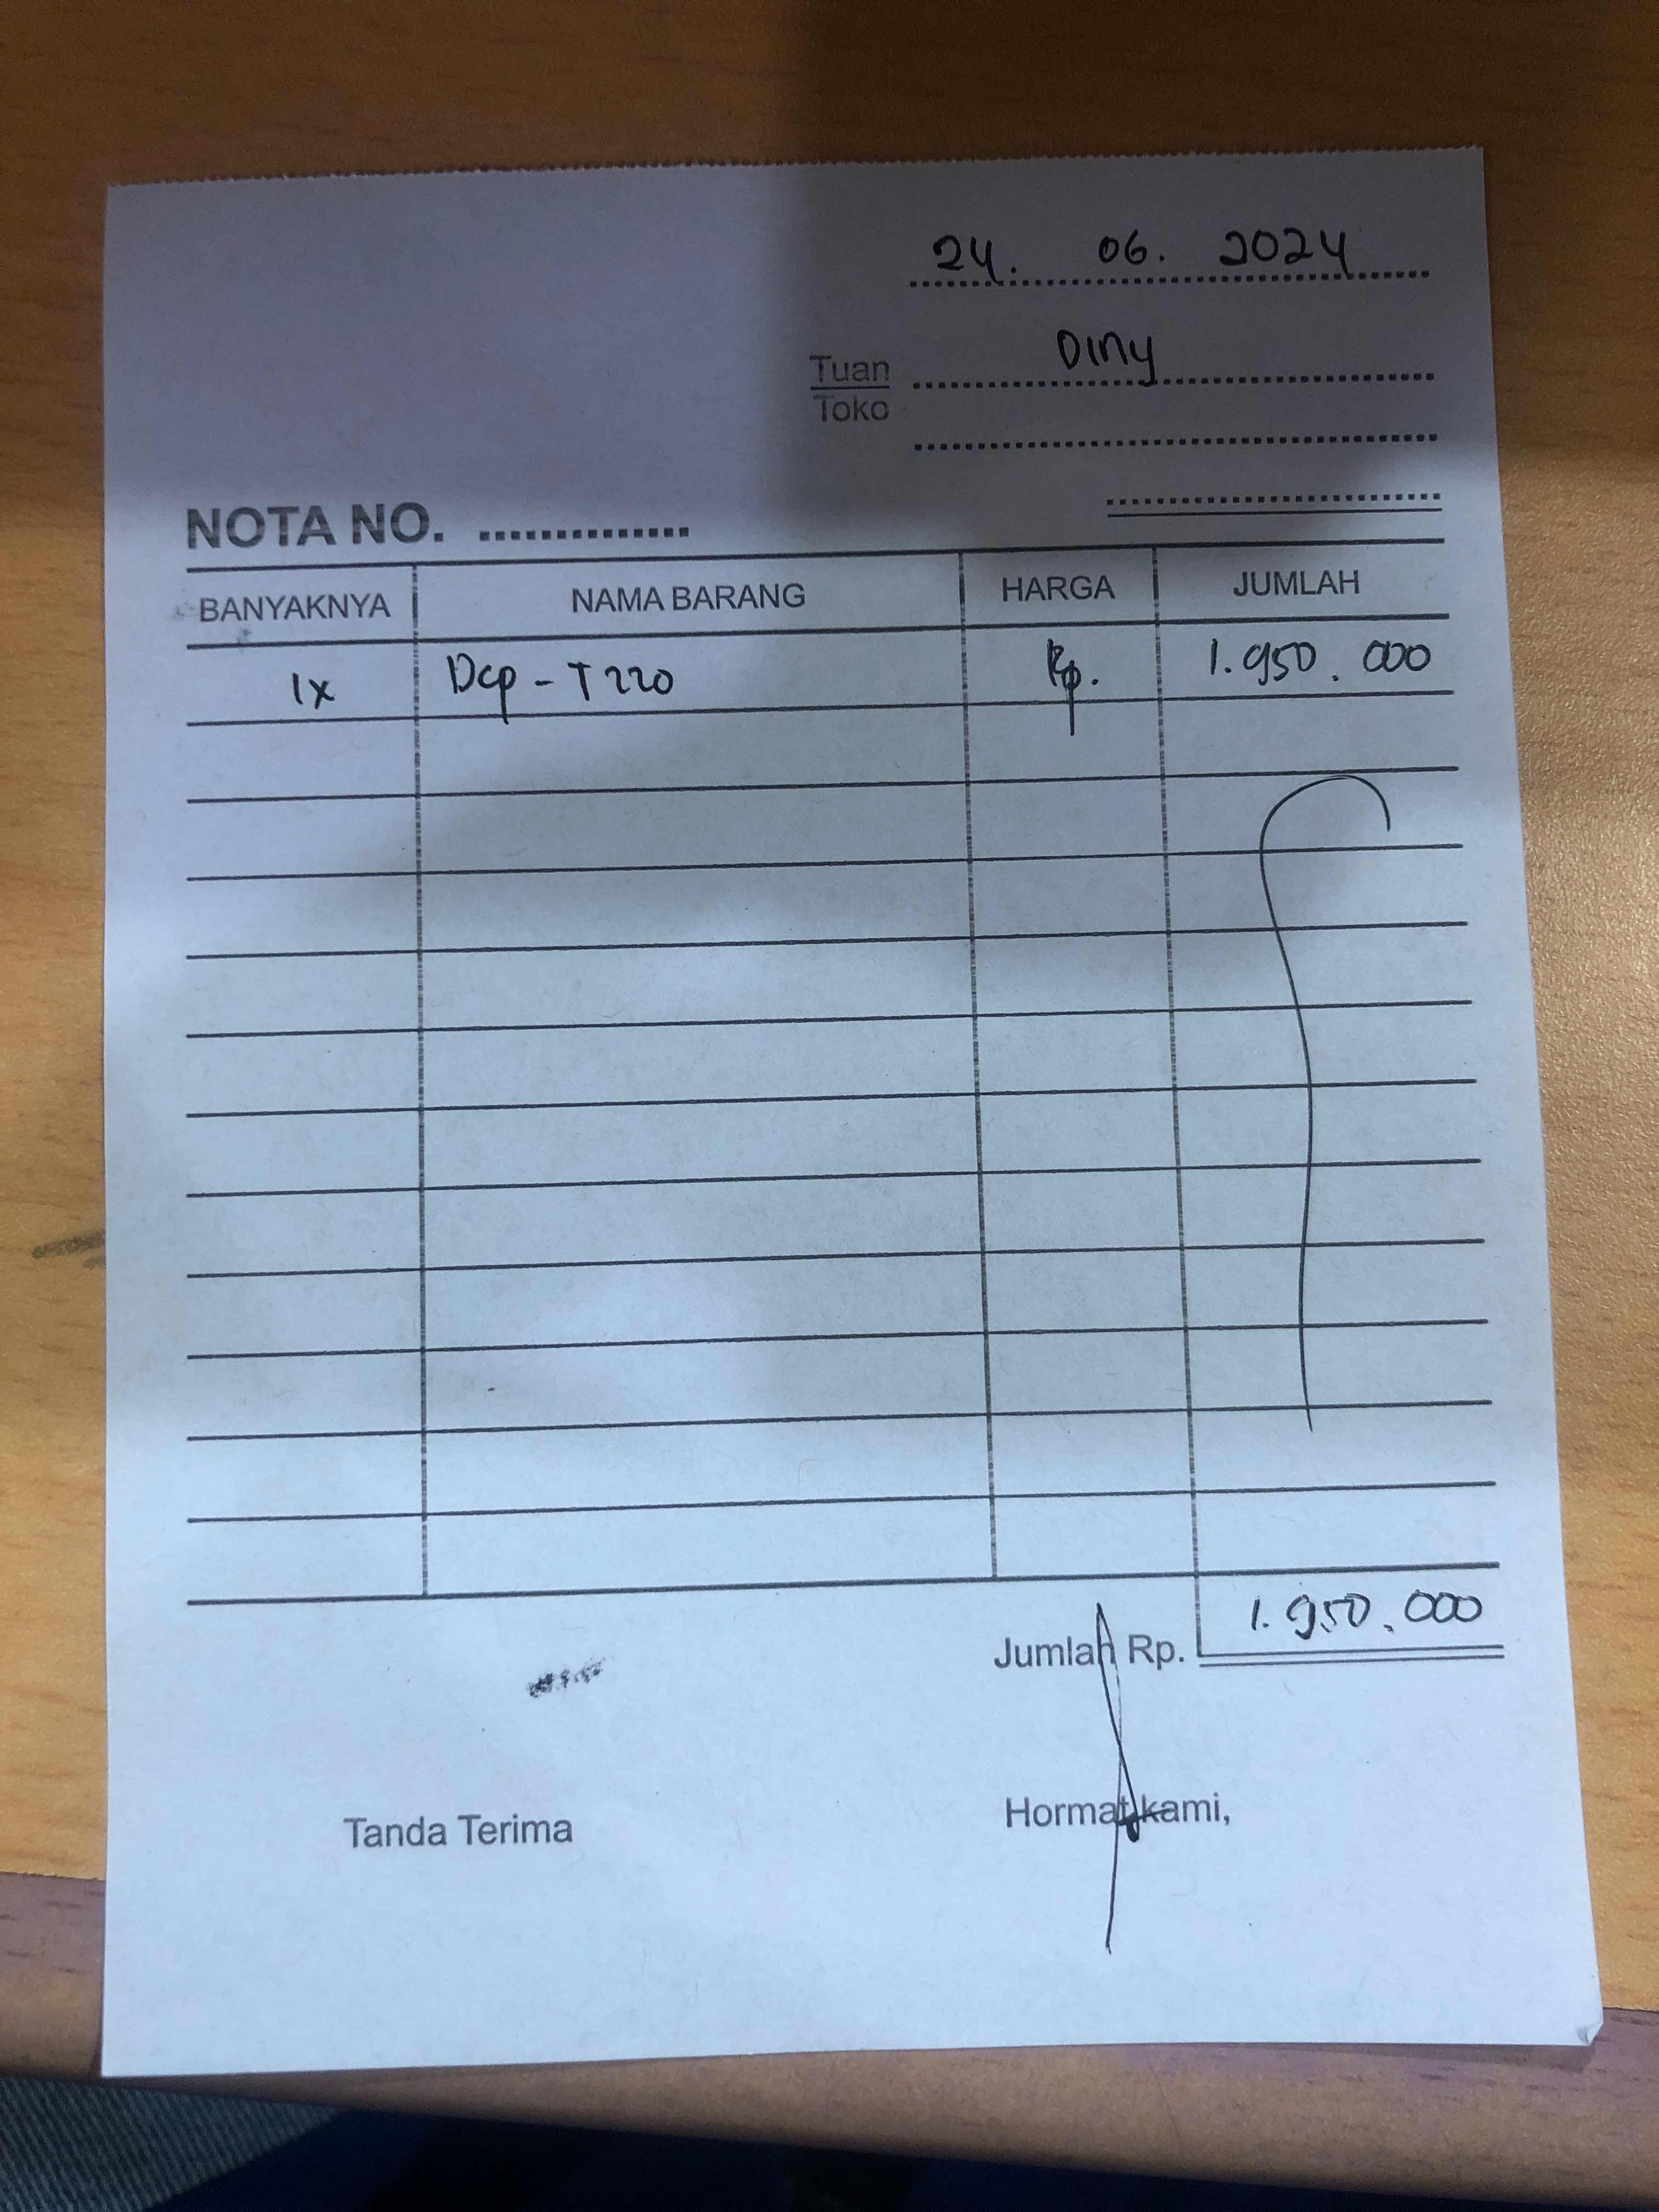 24. 06. 2024
Tuan Diny
Toko
NOTA NO.
BANYAKNYA NAMA BARANG HARGA JUMLAH
1x Dcp - T220 Rp. 1.950.000
Jumlah Rp. 1.950.000
Tanda Terima Hormat kami,